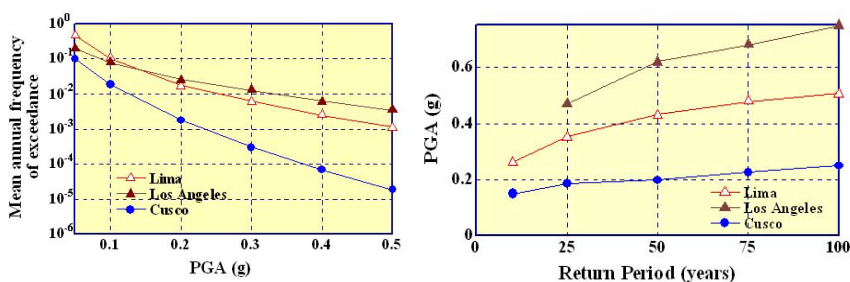 Mean annual frequency
of exceedance
10^0
10^-1
10^-2
10^-3
10^-4
10^-5
10^-6
Lima
Los Angeles
Cusco
0.1
0.2
0.3
0.4
0.5
PGA (g)
PGA (g)
0.6
0.4
0.2
0
Lima
Los Angeles
Cusco
0
25
50
75
100
Return Period (years)